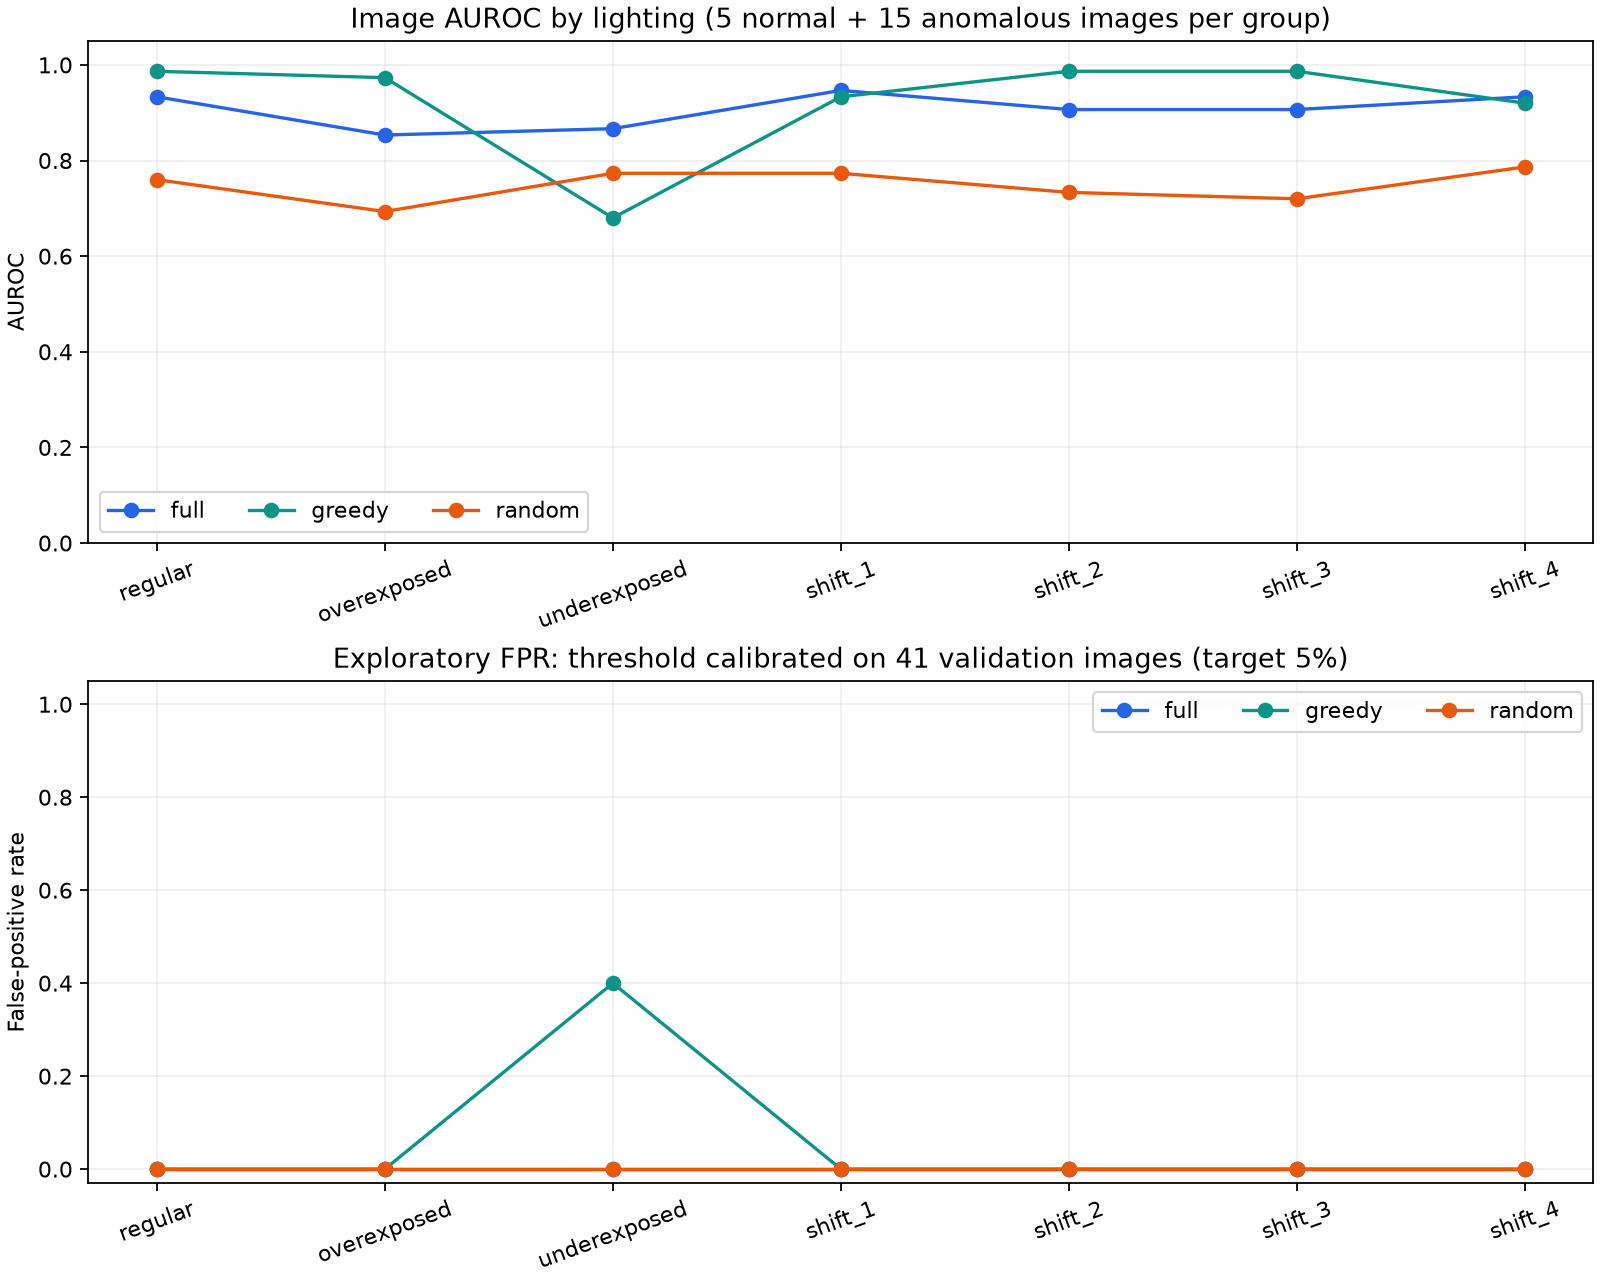 Image AUROC by lighting (5 normal + 15 anomalous images per group)
AUROC
1.0
0.8
0.6
0.4
0.2
0.0
full greedy random
regular overexposed underexposed shift_1 shift_2 shift_3 shift_4
Exploratory FPR: threshold calibrated on 41 validation images (target 5%)
False-positive rate
1.0
0.8
0.6
0.4
0.2
0.0
full greedy random
regular overexposed underexposed shift_1 shift_2 shift_3 shift_4